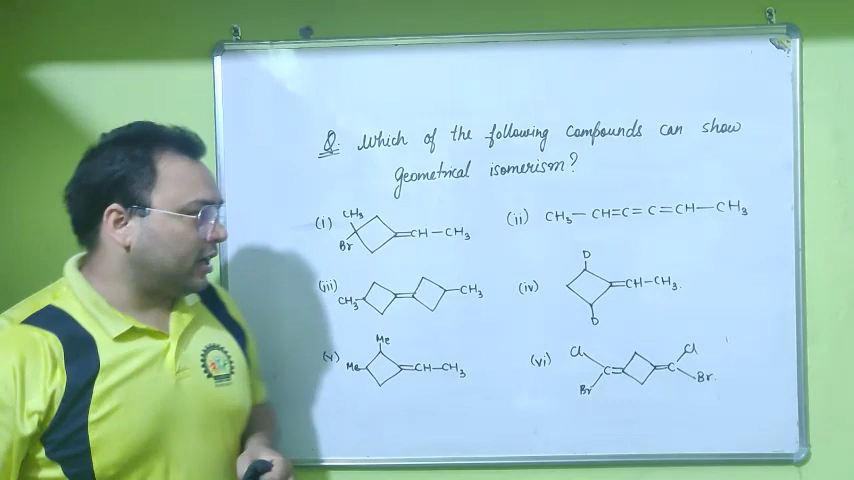 Q. Which of the following compounds can show
geometrical isomerism?
(i) CH₃ Br =CH-CH₃
(ii) CH₃-CH=C=C=CH-CH₃
(iii) CH₃ = -CH₃
(iv) D D =CH-CH₃.
(v) Me Me =CH-CH₃
(vi) Cl Br C= =C Cl Br.